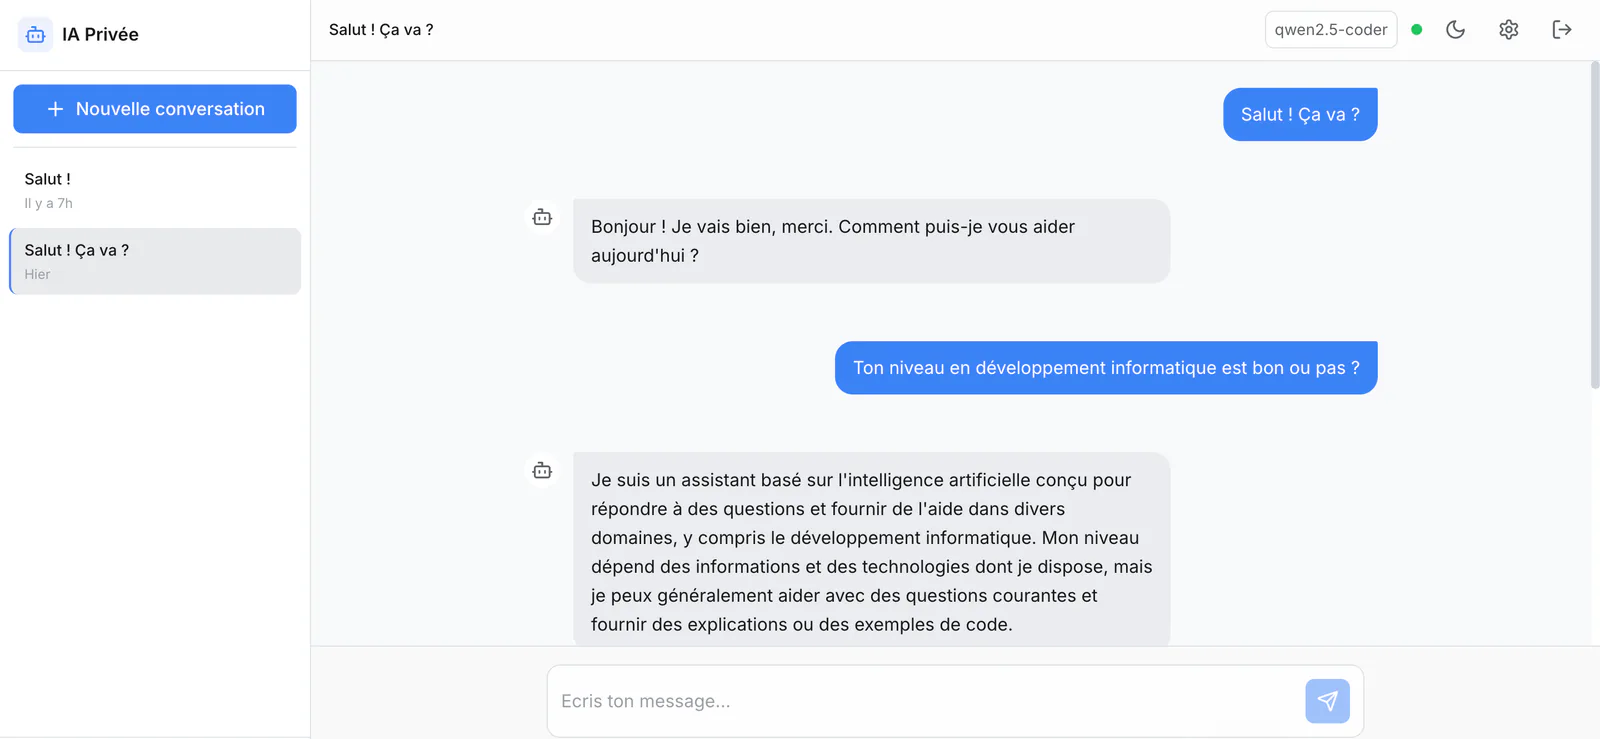 IA Privée
Nouvelle conversation
Salut !
Il y a 7h
Salut ! Ça va ?
Hier
Salut ! Ça va ?
qwen2.5-coder
Salut ! Ça va ?
Bonjour ! Je vais bien, merci. Comment puis-je vous aider
aujourd'hui ?
Ton niveau en développement informatique est bon ou pas ?
Je suis un assistant basé sur l'intelligence artificielle conçu pour
répondre à des questions et fournir de l'aide dans divers
domaines, y compris le développement informatique. Mon niveau
dépend des informations et des technologies dont je dispose, mais
je peux généralement aider avec des questions courantes et
fournir des explications ou des exemples de code.
Ecris ton message...